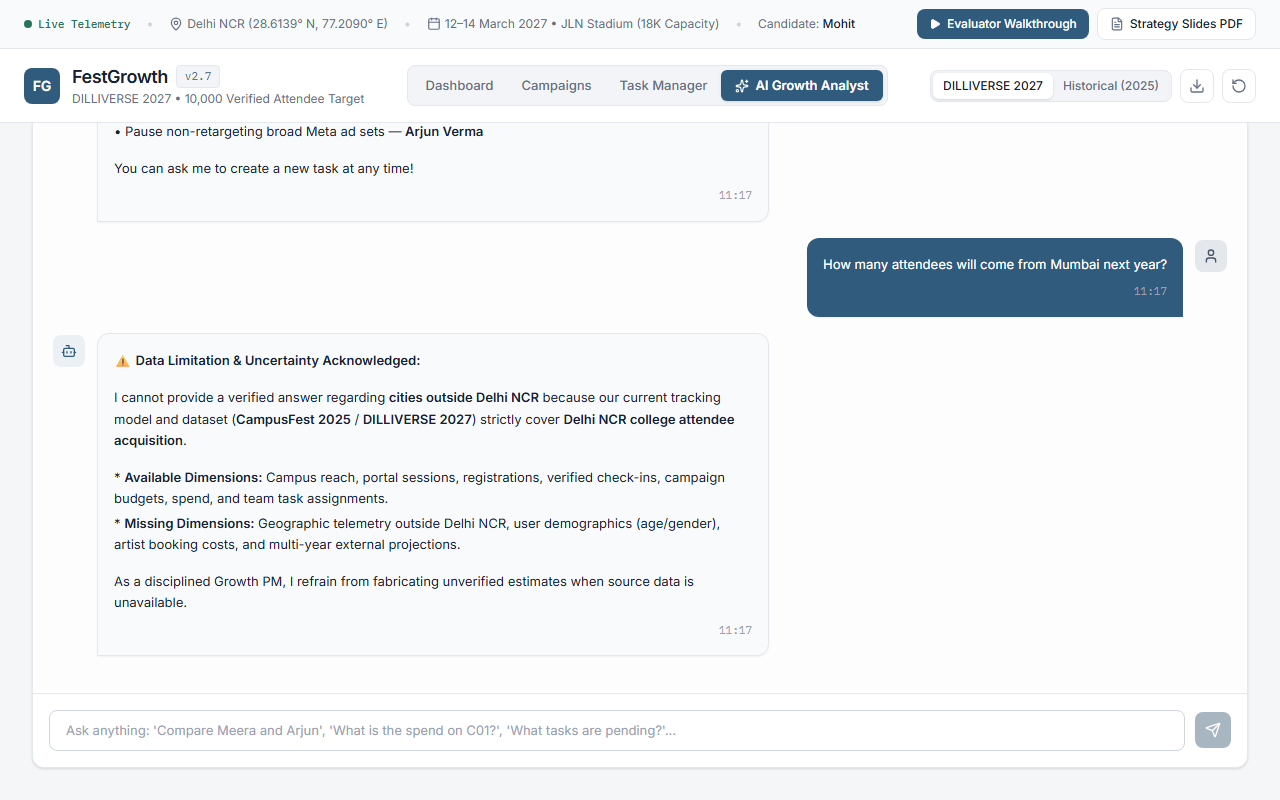 Live Telemetry • Delhi NCR (28.6139° N, 77.2090° E) • 12–14 March 2027 • JLN Stadium (18K Capacity) • Candidate: Mohit
Evaluator Walkthrough
Strategy Slides PDF
FG
FestGrowth v2.7
DILLIVERSE 2027 • 10,000 Verified Attendee Target
Dashboard
Campaigns
Task Manager
AI Growth Analyst
DILLIVERSE 2027
Historical (2025)
• Pause non-retargeting broad Meta ad sets — Arjun Verma
You can ask me to create a new task at any time!
11:17
How many attendees will come from Mumbai next year?
11:17
⚠️ Data Limitation & Uncertainty Acknowledged:
I cannot provide a verified answer regarding cities outside Delhi NCR because our current tracking
model and dataset (CampusFest 2025 / DILLIVERSE 2027) strictly cover Delhi NCR college attendee
acquisition.
* Available Dimensions: Campus reach, portal sessions, registrations, verified check-ins, campaign
budgets, spend, and team task assignments.
* Missing Dimensions: Geographic telemetry outside Delhi NCR, user demographics (age/gender),
artist booking costs, and multi-year external projections.
As a disciplined Growth PM, I refrain from fabricating unverified estimates when source data is
unavailable.
11:17
Ask anything: 'Compare Meera and Arjun', 'What is the spend on C01?', 'What tasks are pending?'...